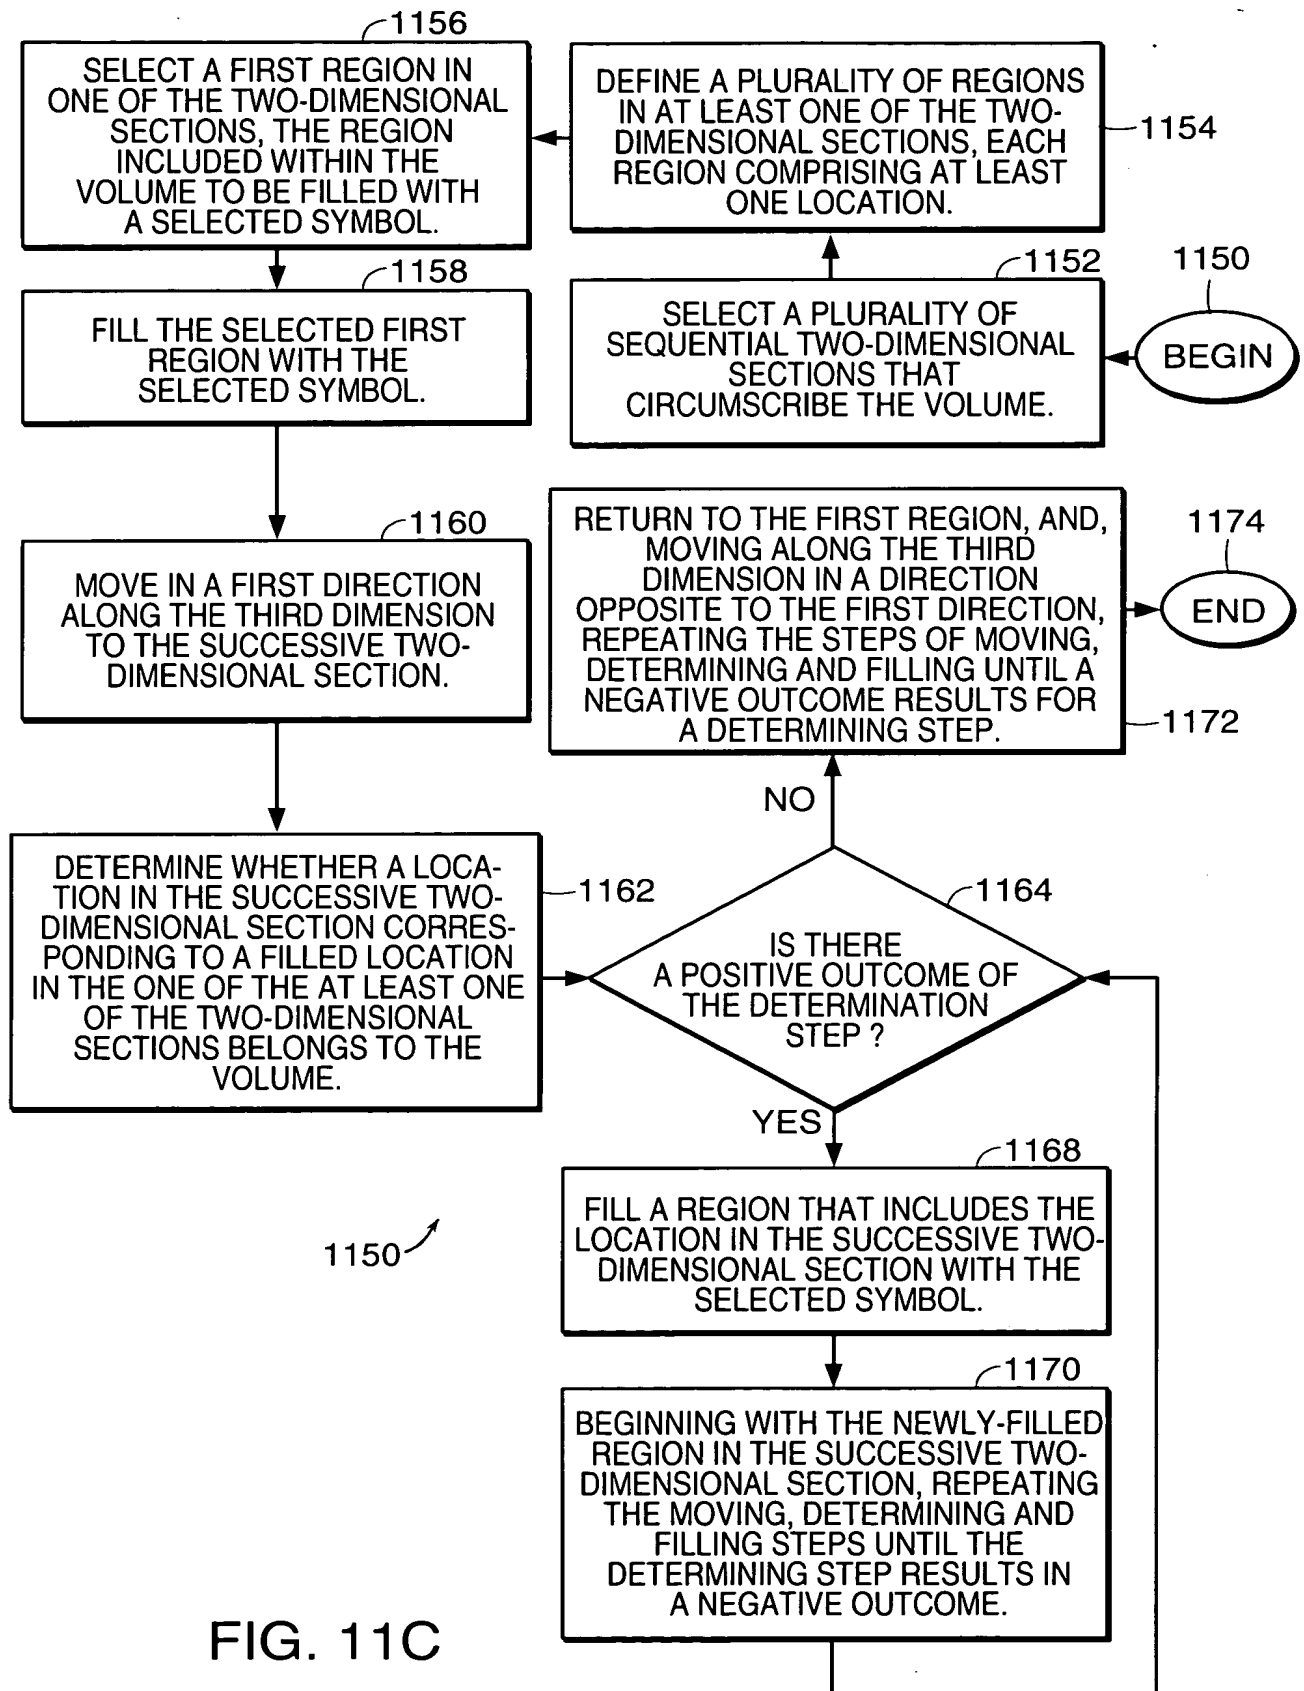 1150
BEGIN
1152
SELECT A PLURALITY OF
SEQUENTIAL TWO-DIMENSIONAL
SECTIONS THAT
CIRCUMSCRIBE THE VOLUME.
DEFINE A PLURALITY OF REGIONS
IN AT LEAST ONE OF THE TWO-
DIMENSIONAL SECTIONS, EACH
REGION COMPRISING AT LEAST
ONE LOCATION.
1154
1156
SELECT A FIRST REGION IN
ONE OF THE TWO-DIMENSIONAL
SECTIONS, THE REGION
INCLUDED WITHIN THE
VOLUME TO BE FILLED WITH
A SELECTED SYMBOL.
1158
FILL THE SELECTED FIRST
REGION WITH THE
SELECTED SYMBOL.
1160
MOVE IN A FIRST DIRECTION
ALONG THE THIRD DIMENSION
TO THE SUCCESSIVE TWO-
DIMENSIONAL SECTION.
DETERMINE WHETHER A LOCA-
TION IN THE SUCCESSIVE TWO-
DIMENSIONAL SECTION CORRES-
PONDING TO A FILLED LOCATION
IN THE ONE OF THE AT LEAST ONE
OF THE TWO-DIMENSIONAL
SECTIONS BELONGS TO THE
VOLUME.
1162
1164
IS THERE
A POSITIVE OUTCOME OF
THE DETERMINATION
STEP ?
NO
RETURN TO THE FIRST REGION, AND,
MOVING ALONG THE THIRD
DIMENSION IN A DIRECTION
OPPOSITE TO THE FIRST DIRECTION,
REPEATING THE STEPS OF MOVING,
DETERMINING AND FILLING UNTIL A
NEGATIVE OUTCOME RESULTS FOR
A DETERMINING STEP.
1172
1174
END
YES
1168
FILL A REGION THAT INCLUDES THE
LOCATION IN THE SUCCESSIVE TWO-
DIMENSIONAL SECTION WITH THE
SELECTED SYMBOL.
1170
BEGINNING WITH THE NEWLY-FILLED
REGION IN THE SUCCESSIVE TWO-
DIMENSIONAL SECTION, REPEATING
THE MOVING, DETERMINING AND
FILLING STEPS UNTIL THE
DETERMINING STEP RESULTS IN
A NEGATIVE OUTCOME.
1150
FIG. 11C